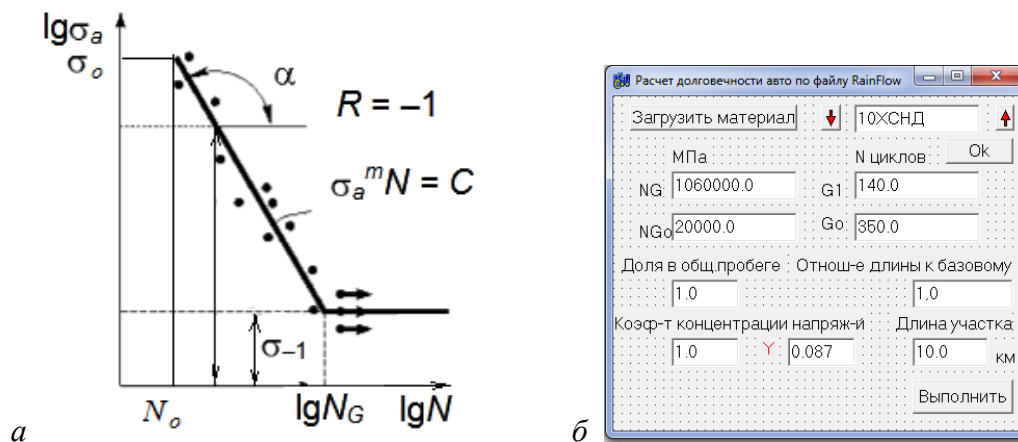 lgσₐ
σₒ
α
R = −1
σₐᵐN = C
σ₋₁
Nₒ
lgN_G
lgN
а
Расчет долговечности авто по файлу RainFlow
Загрузить материал 10ХСНД
МПа N циклов Ok
NG 1060000.0 G1 140.0
NGo 20000.0 Go 350.0
Доля в общ.пробеге Отнош-е длины к базовому
1.0 1,0
Коэф-т концентрации напряж-й Длина участка
1.0 Y 0.087 10.0 км
Выполнить
б